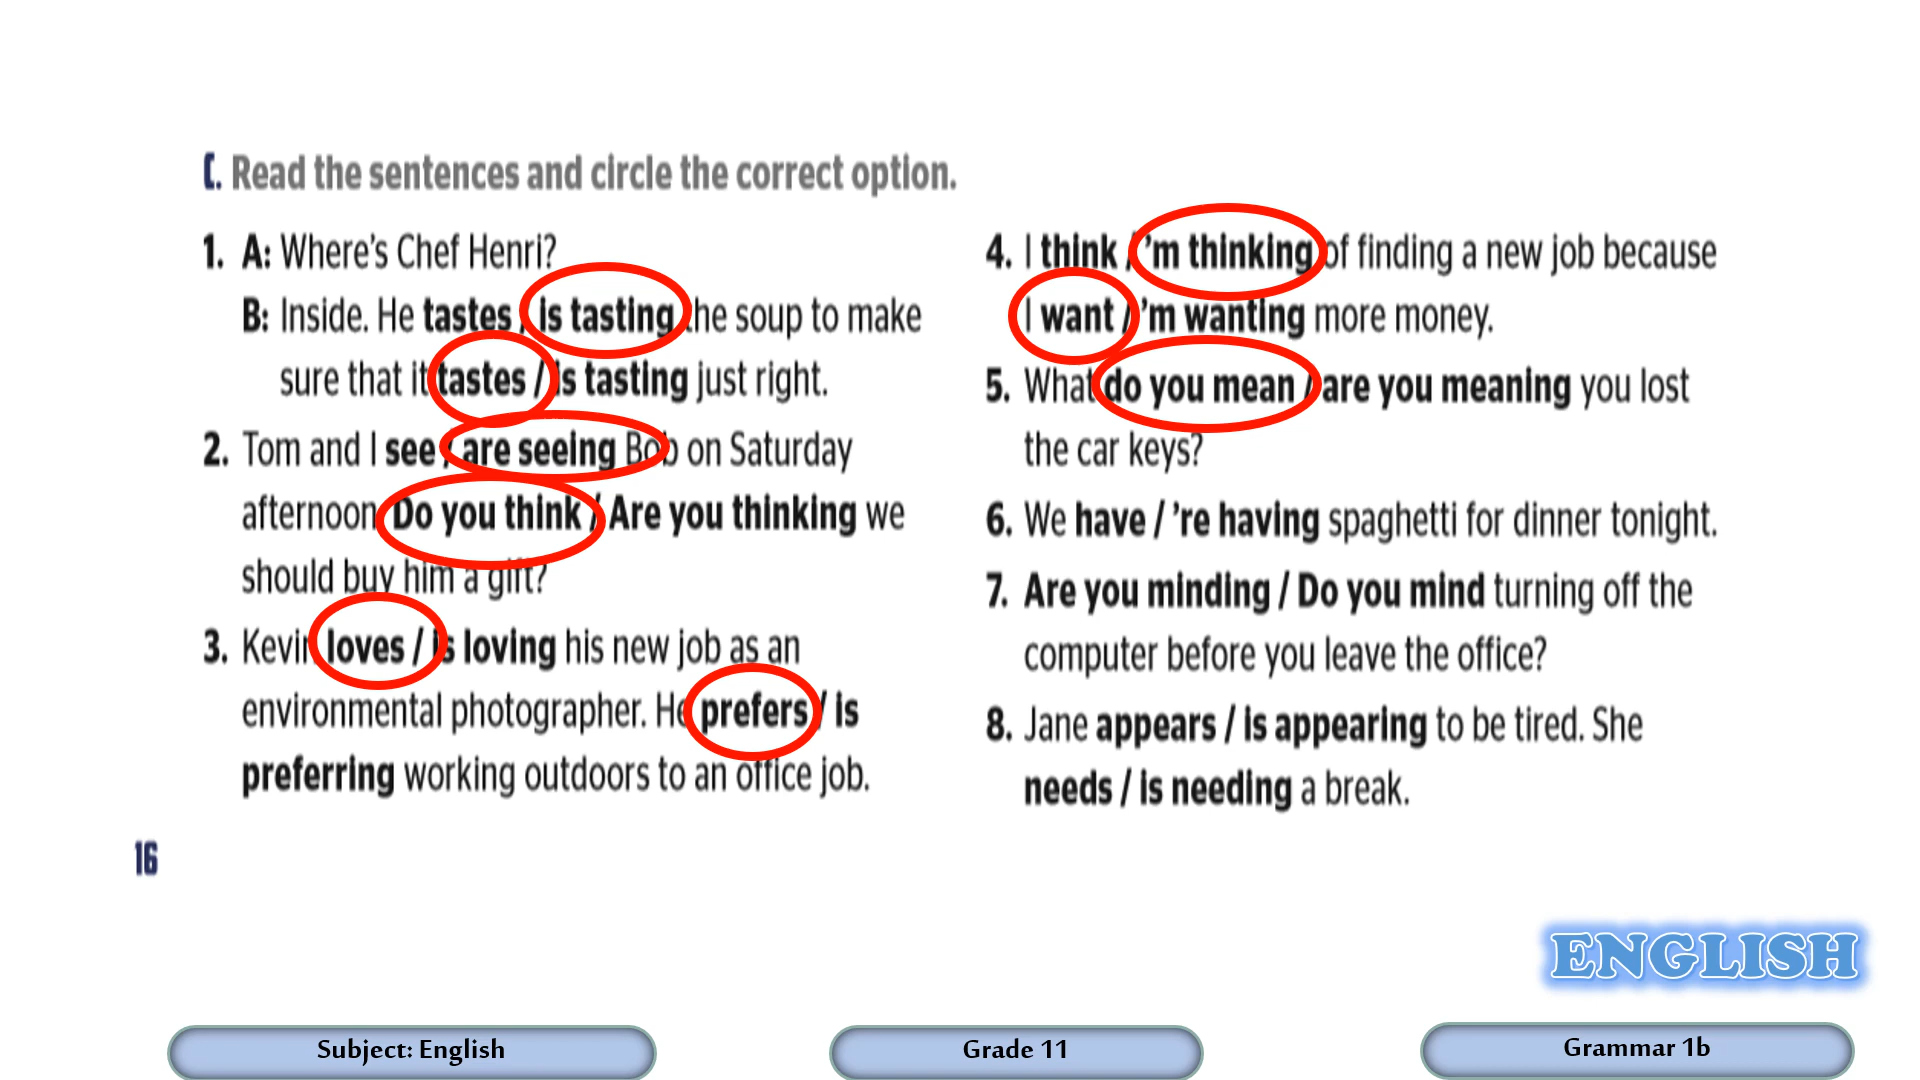 C. Read the sentences and circle the correct option.
1. A: Where's Chef Henri?
B: Inside. He tastes / is tasting the soup to make
sure that it tastes / is tasting just right.
2. Tom and I see / are seeing Bob on Saturday
afternoon. Do you think / Are you thinking we
should buy him a gift?
3. Kevin loves / is loving his new job as an
environmental photographer. He prefers / is
preferring working outdoors to an office job.
4. I think / 'm thinking of finding a new job because
I want / 'm wanting more money.
5. What do you mean / are you meaning you lost
the car keys?
6. We have / 're having spaghetti for dinner tonight.
7. Are you minding / Do you mind turning off the
computer before you leave the office?
8. Jane appears / is appearing to be tired. She
needs / is needing a break.
16
ENGLISH
Subject: English
Grade 11
Grammar 1b